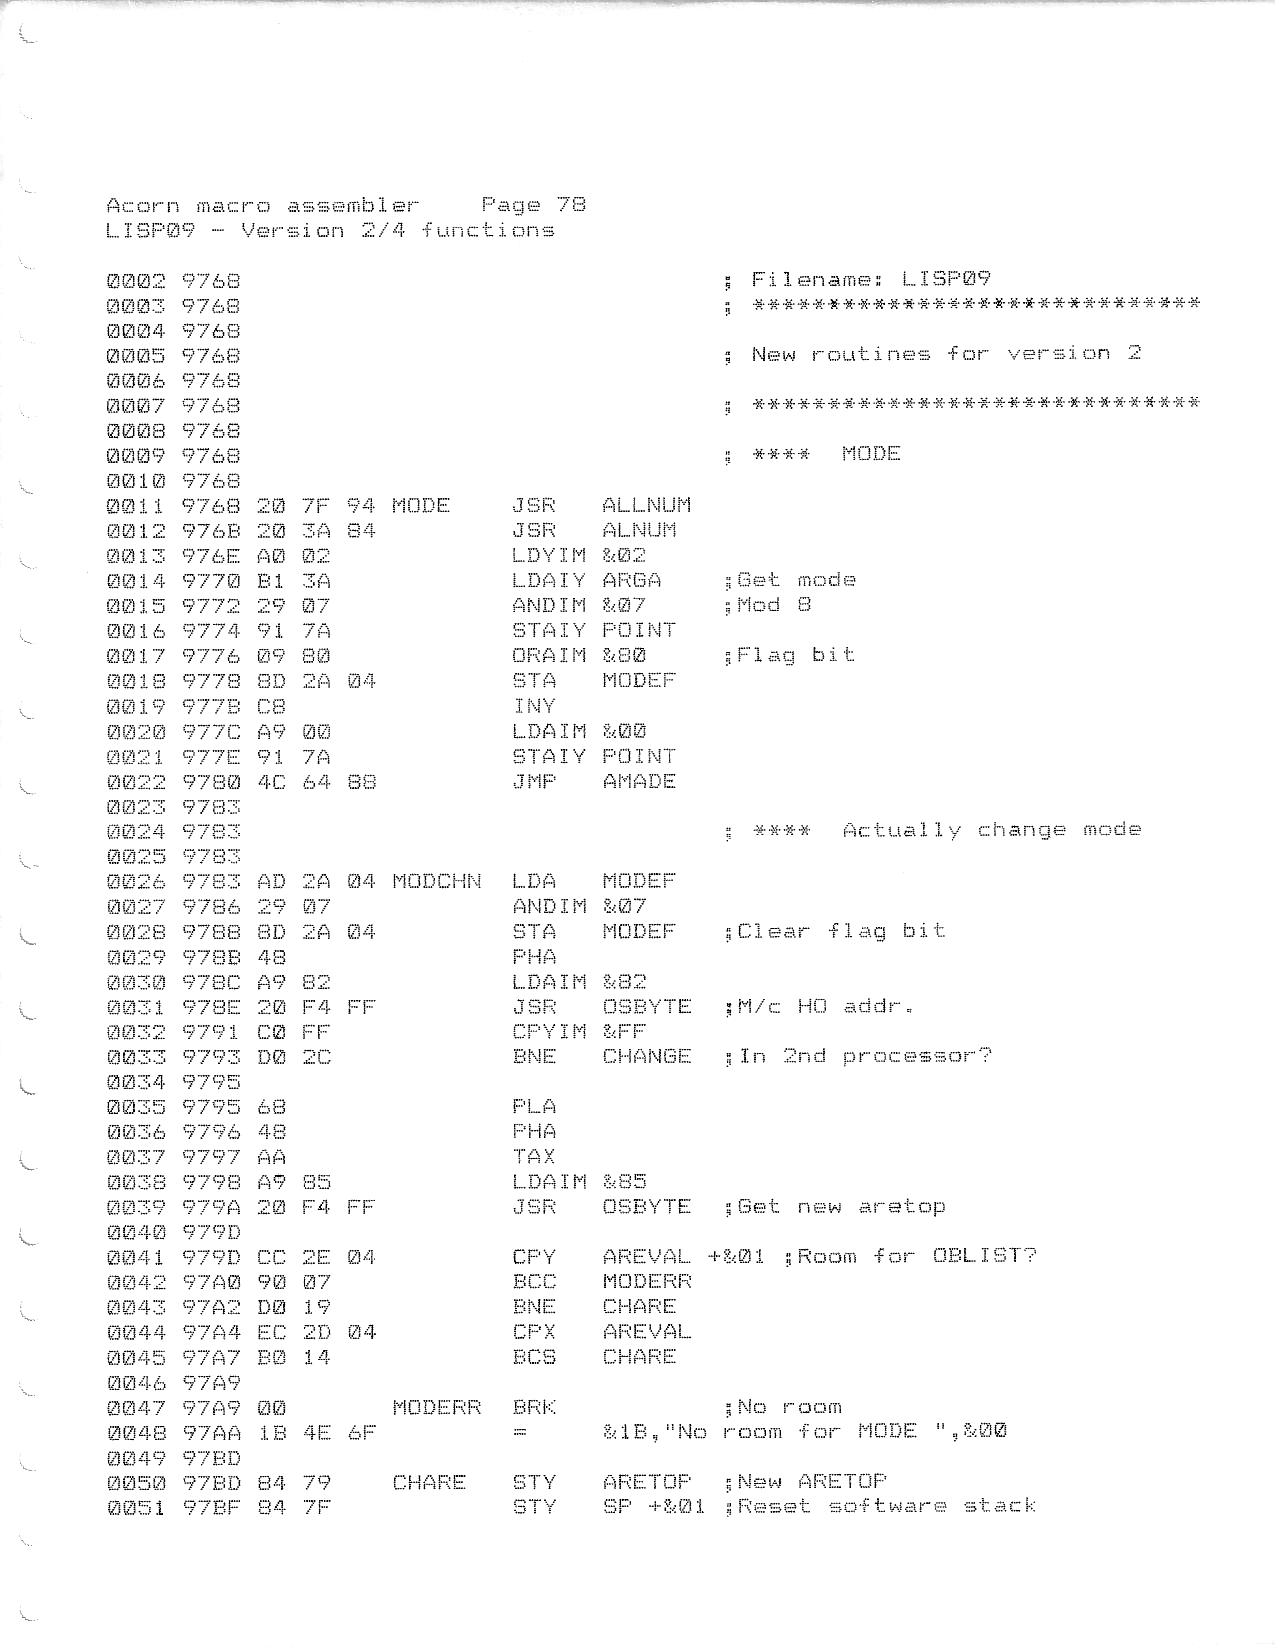 Acorn macro assembler    Page 78
LISP09 - Version 2/4 functions
0002 9768                                ; Filename: LISP09
0003 9768                                ; ******************************
0004 9768
0005 9768                                ; New routines for version 2
0006 9768
0007 9768                                ; ******************************
0008 9768
0009 9768                                ; ****  MODE
0010 9768
0011 9768 20 7F 94 MODE    JSR   ALLNUM
0012 976B 20 3A 84         JSR   ALNUM
0013 976E A0 02            LDYIM &02
0014 9770 B1 3A            LDAIY ARGA    ;Get mode
0015 9772 29 07            ANDIM &07     ;Mod 8
0016 9774 91 7A            STAIY POINT
0017 9776 09 80            ORAIM &80     ;Flag bit
0018 9778 8D 2A 04         STA   MODEF
0019 977B C8               INY
0020 977C A9 00            LDAIM &00
0021 977E 91 7A            STAIY POINT
0022 9780 4C 64 88         JMP   AMADE
0023 9783
0024 9783                                ; ****  Actually change mode
0025 9783
0026 9783 AD 2A 04 MODCHN  LDA   MODEF
0027 9786 29 07            ANDIM &07
0028 9788 8D 2A 04         STA   MODEF   ;Clear flag bit
0029 978B 48               PHA
0030 978C A9 82            LDAIM &82
0031 978E 20 F4 FF         JSR   OSBYTE  ;M/c HO addr.
0032 9791 C0 FF            CPYIM &FF
0033 9793 D0 2C            BNE   CHANGE  ;In 2nd processor?
0034 9795
0035 9795 68               PLA
0036 9796 48               PHA
0037 9797 AA               TAX
0038 9798 A9 85            LDAIM &85
0039 979A 20 F4 FF         JSR   OSBYTE  ;Get new aretop
0040 979D
0041 979D CC 2E 04         CPY   AREVAL +&01 ;Room for OBLIST?
0042 97A0 90 07            BCC   MODERR
0043 97A2 D0 19            BNE   CHARE
0044 97A4 EC 2D 04         CPX   AREVAL
0045 97A7 B0 14            BCS   CHARE
0046 97A9
0047 97A9 00       MODERR  BRK           ;No room
0048 97AA 1B 4E 6F         =     &1B,"No room for MODE ",&00
0049 97BD
0050 97BD 84 79    CHARE   STY   ARETOP  ;New ARETOP
0051 97BF 84 7F            STY   SP +&01 ;Reset software stack